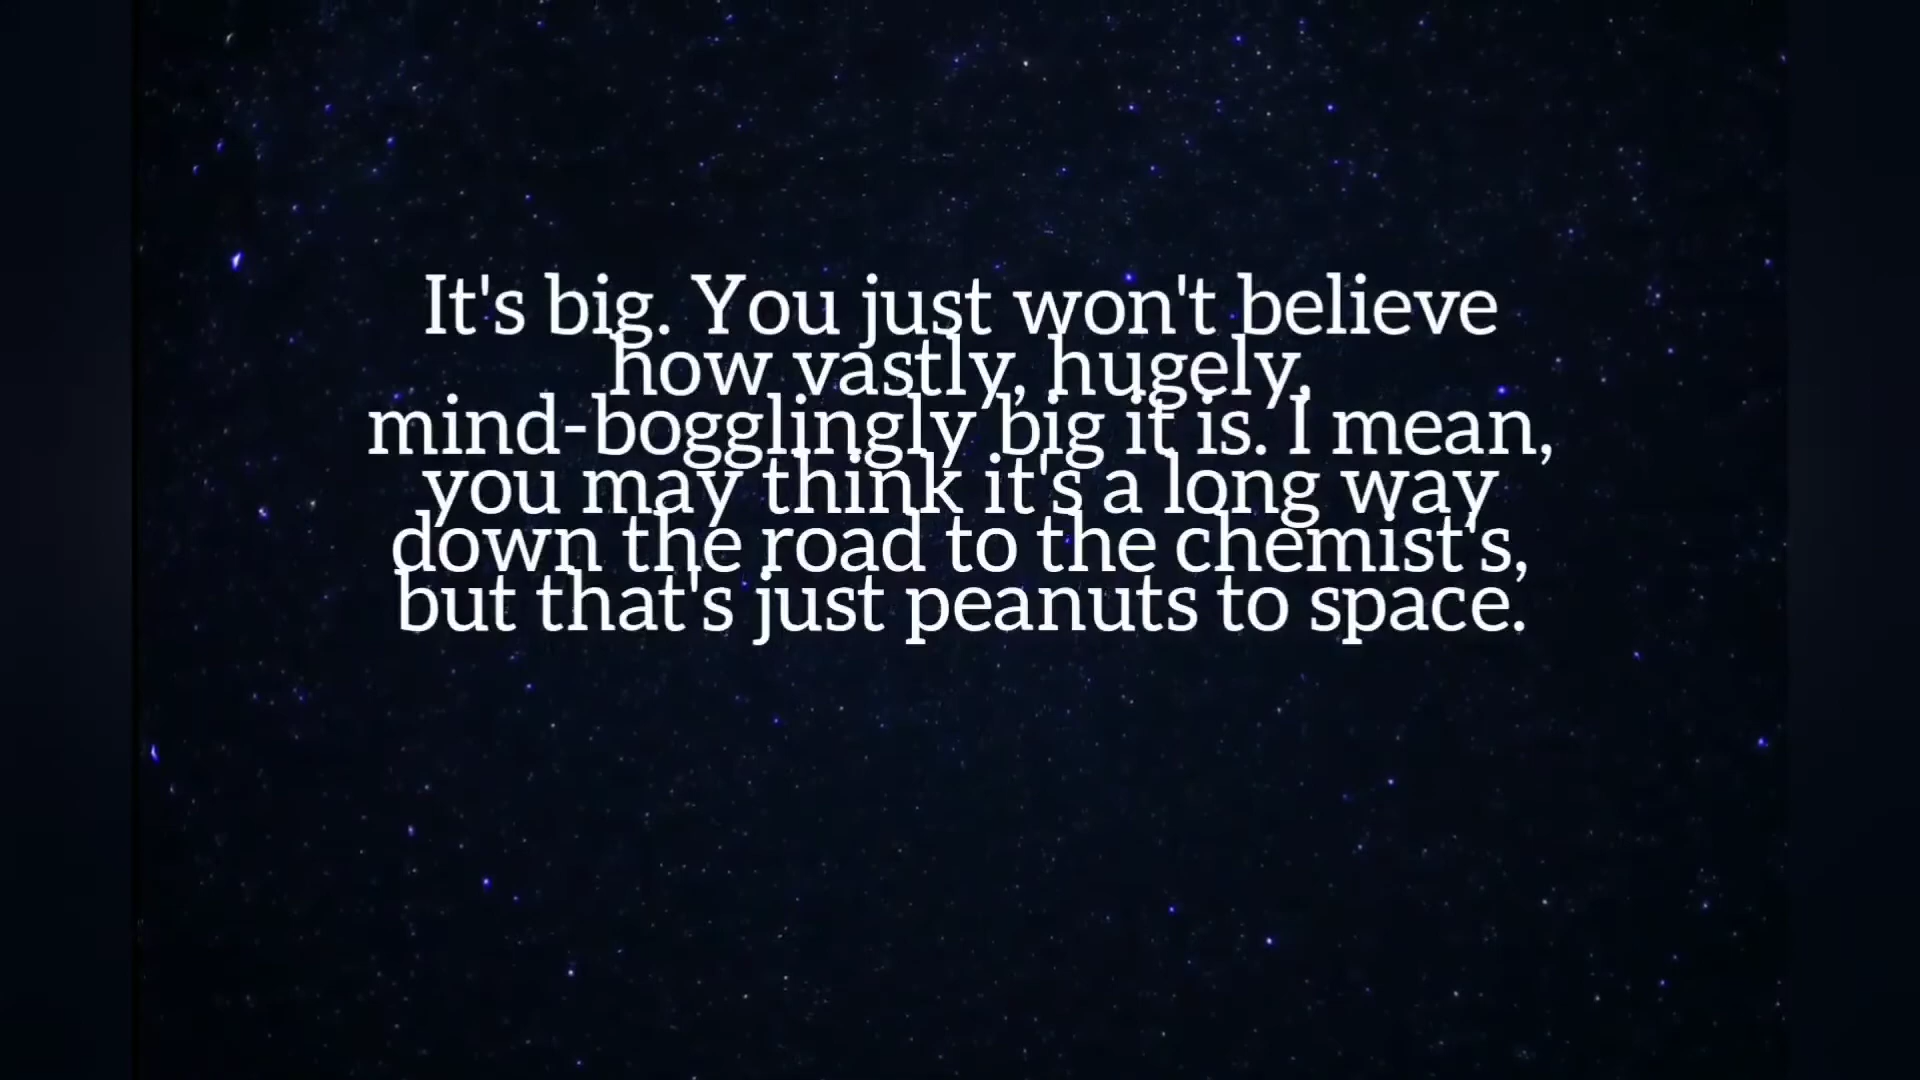 It's big. You just won't believe
how vastly, hugely,
mind-bogglingly big it is. I mean,
you may think it's a long way
down the road to the chemist's,
but that's just peanuts to space.